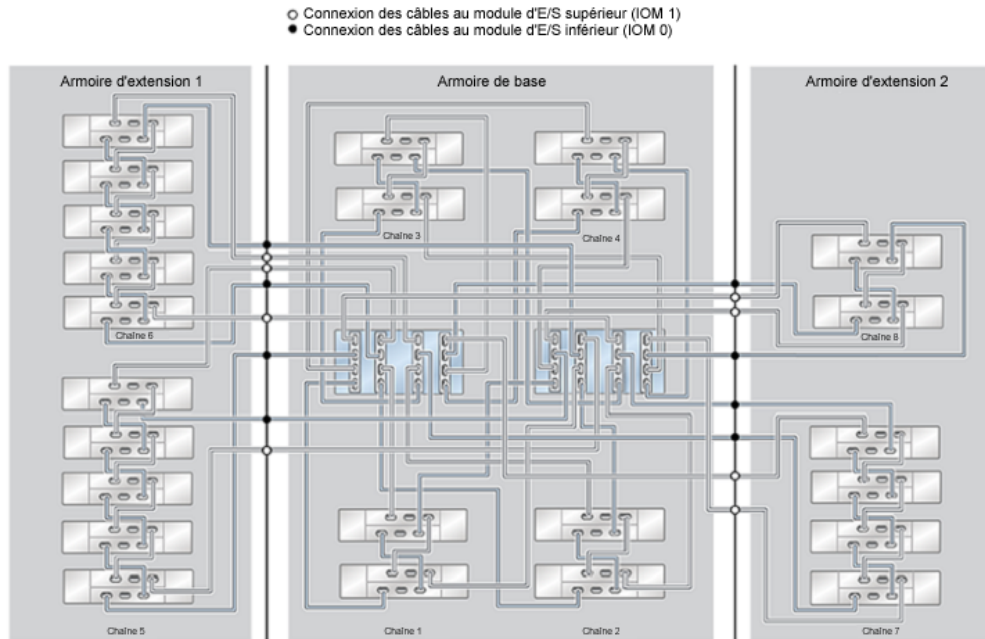 Connexion des câbles au module d'E/S supérieur (IOM 1)
Connexion des câbles au module d'E/S inférieur (IOM 0)
Armoire d'extension 1
Armoire de base
Armoire d'extension 2
Chaîne 3
Chaîne 4
Chaîne 6
Chaîne 8
Chaîne 5
Chaîne 1
Chaîne 2
Chaîne 7